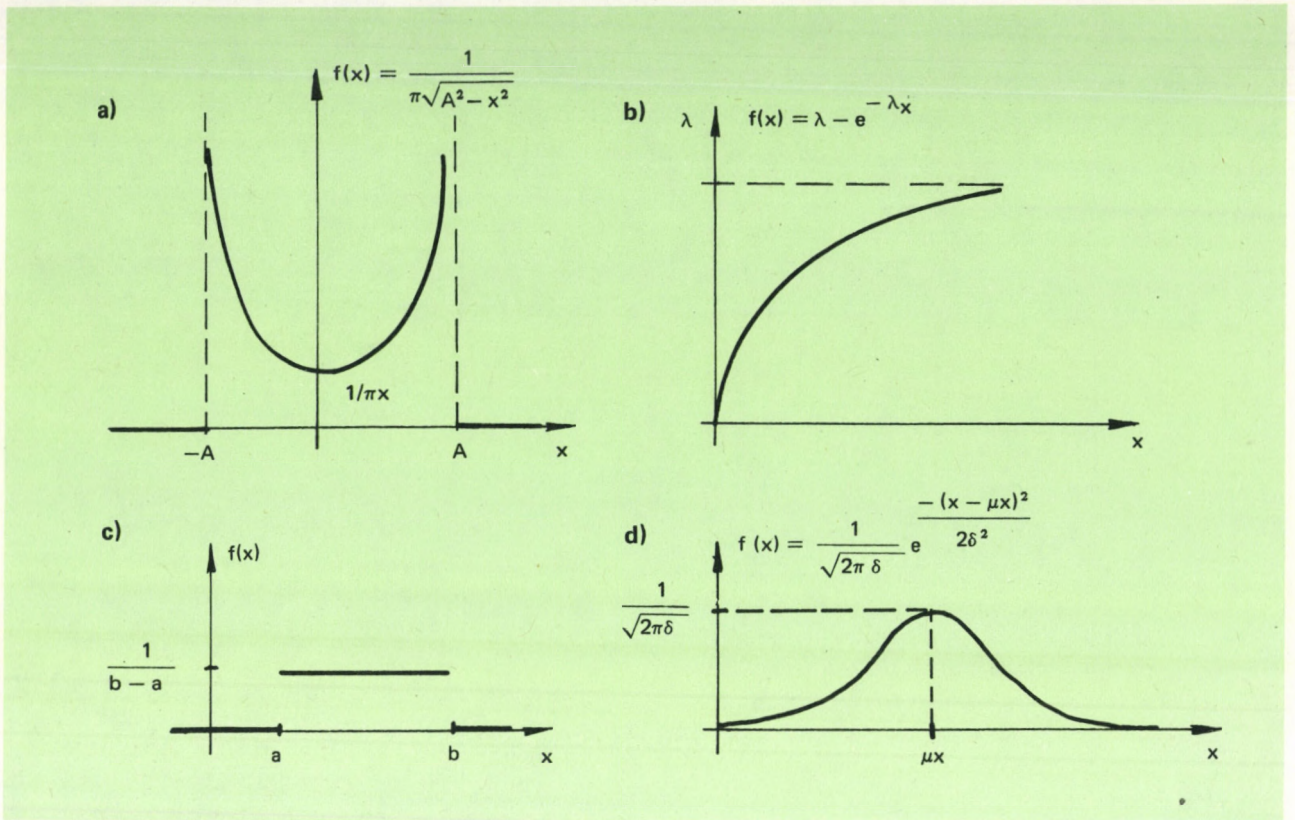 a)
f(x) = 1 / π√A² − x²
1/πx
−A
A
x
b)
λ
f(x) = λ − e^−λx
x
c)
f(x)
1 / b − a
a
b
x
d)
f (x) = 1 / √2π δ e^−(x − μx)² / 2δ²
1 / √2πδ
μx
x